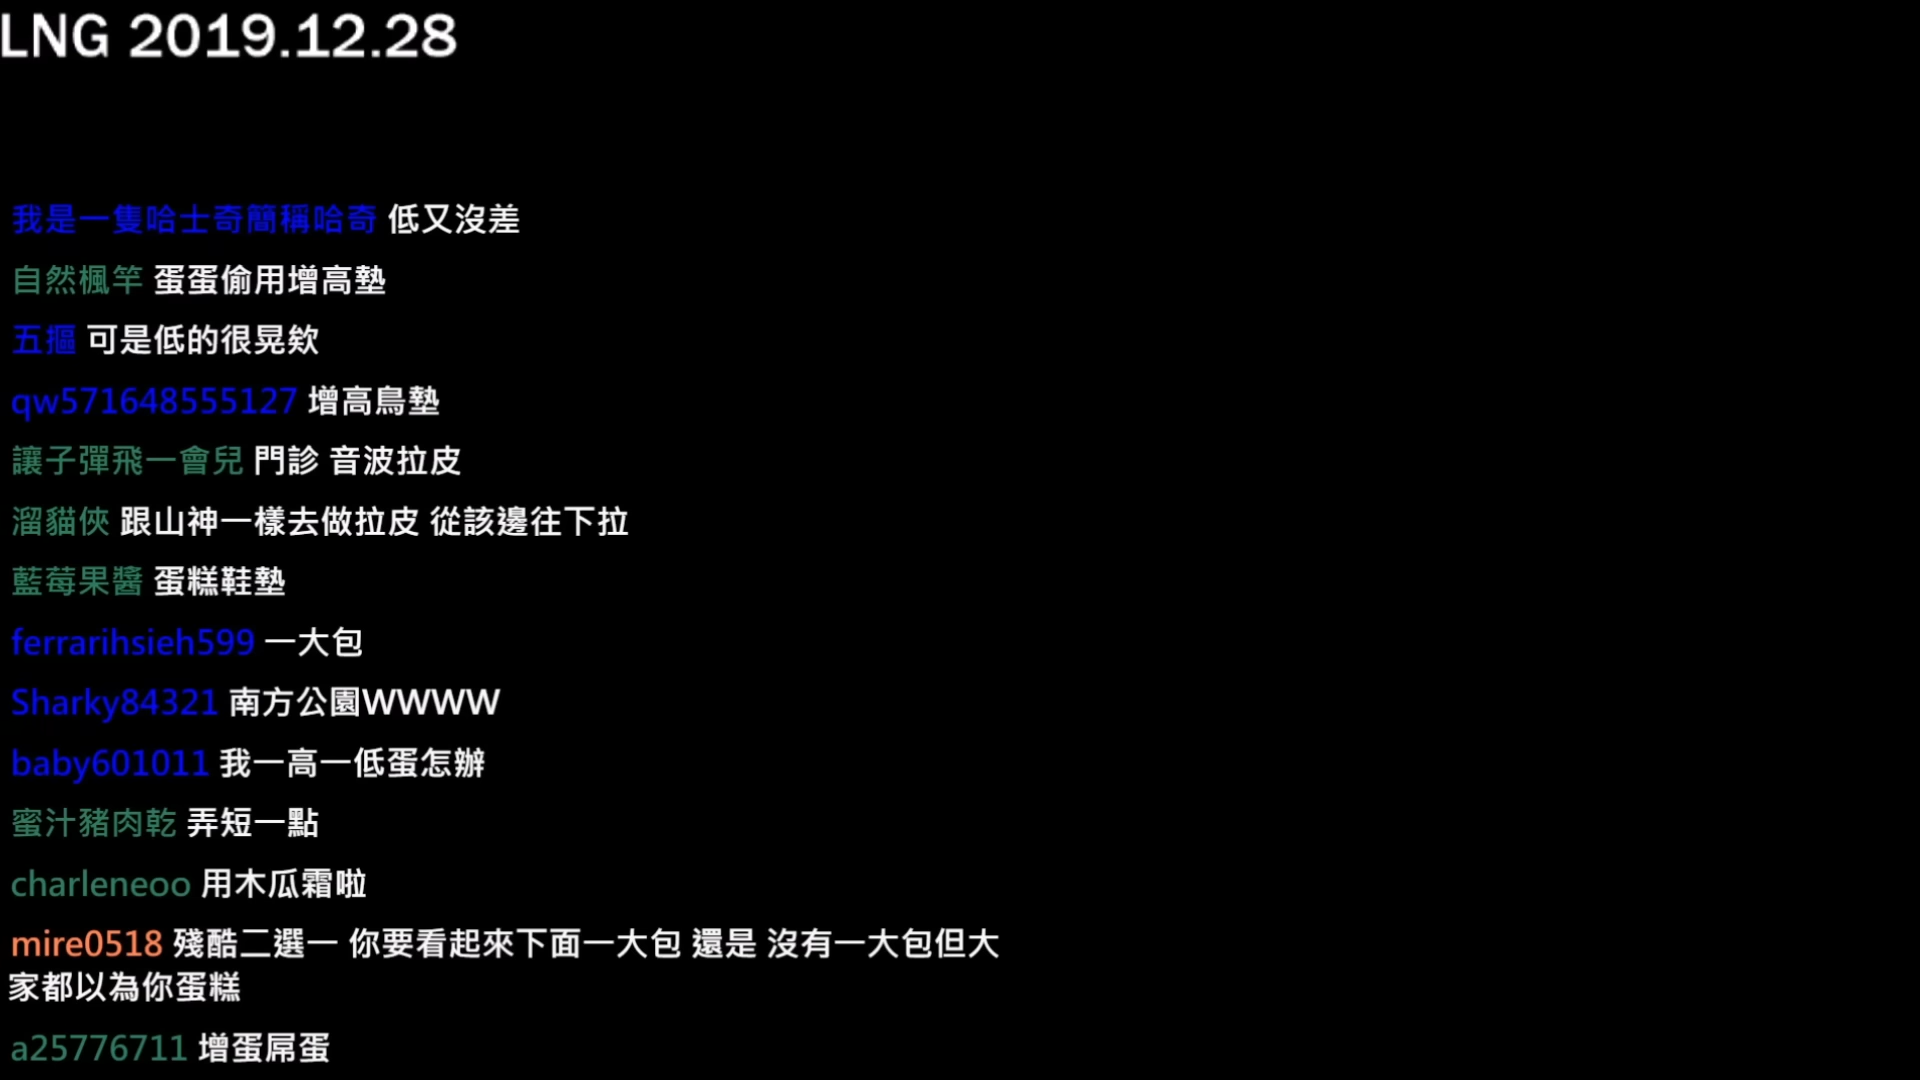 LNG 2019.12.28
我是一隻哈士奇簡稱哈奇 低又沒差
自然楓竿 蛋蛋偷用增高墊
五摳 可是低的很晃欸
qw571648555127 增高鳥墊
讓子彈飛一會兒 門診 音波拉皮
溜貓俠 跟山神一樣去做拉皮 從該邊往下拉
藍莓果醬 蛋糕鞋墊
ferrarihsieh599 一大包
Sharky84321 南方公園WWWW
baby601011 我一高一低蛋怎辦
蜜汁豬肉乾 弄短一點
charleneoo 用木瓜霜啦
mire0518 殘酷二選一 你要看起來下面一大包 還是 沒有一大包但大
家都以為你蛋糕
a25776711 增蛋屌蛋